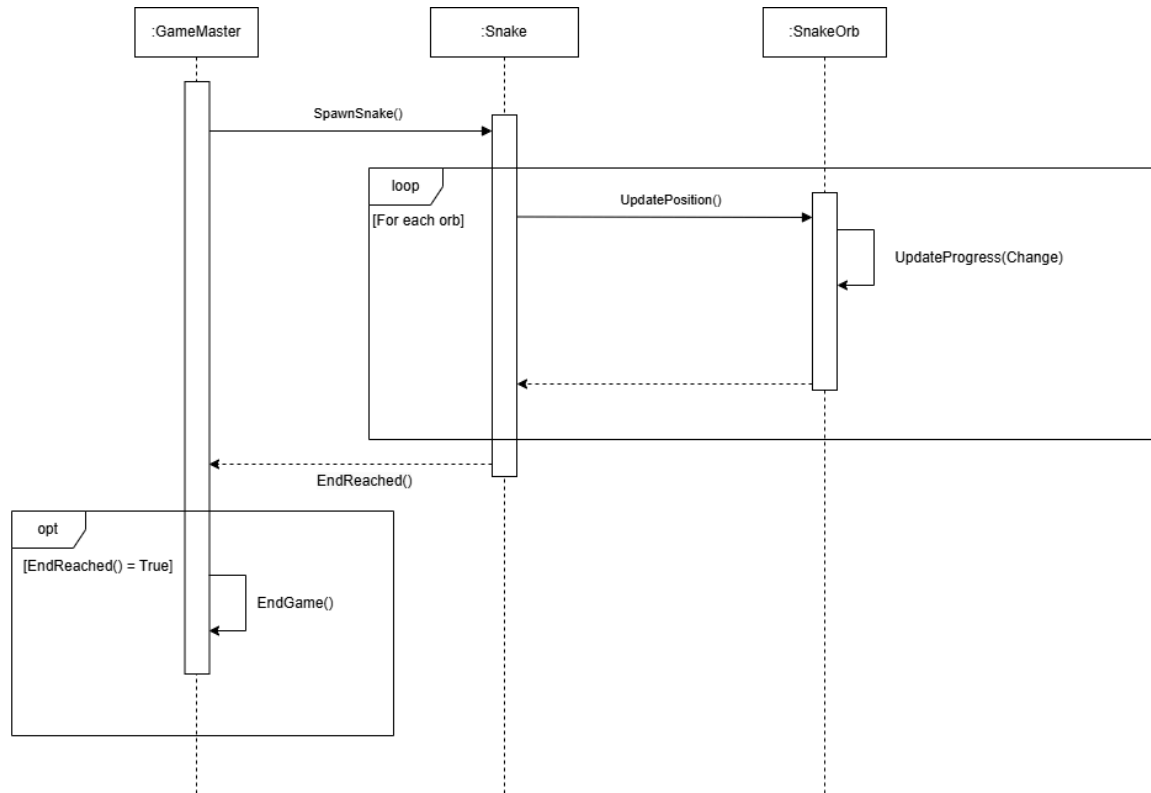 :GameMaster
:Snake
:SnakeOrb
SpawnSnake()
loop
[For each orb]
UpdatePosition()
UpdateProgress(Change)
EndReached()
opt
[EndReached() = True]
EndGame()